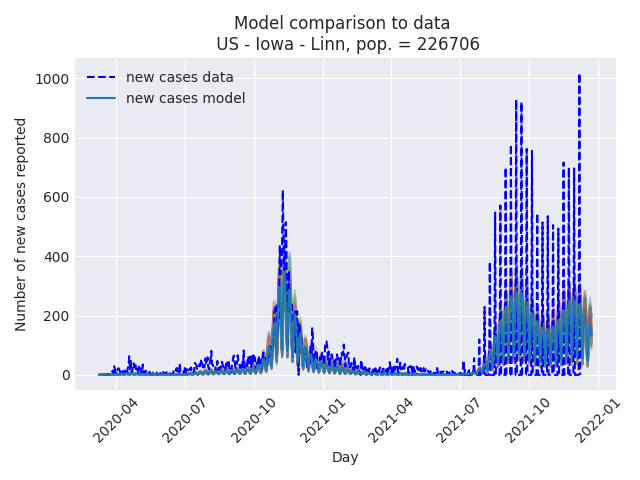 Model comparison to data
US - Iowa - Linn, pop. = 226706
new cases data
new cases model
Number of new cases reported
1000
800
600
400
200
0
2020-04
2020-07
2020-10
2021-01
2021-04
2021-07
2021-10
2022-01
Day